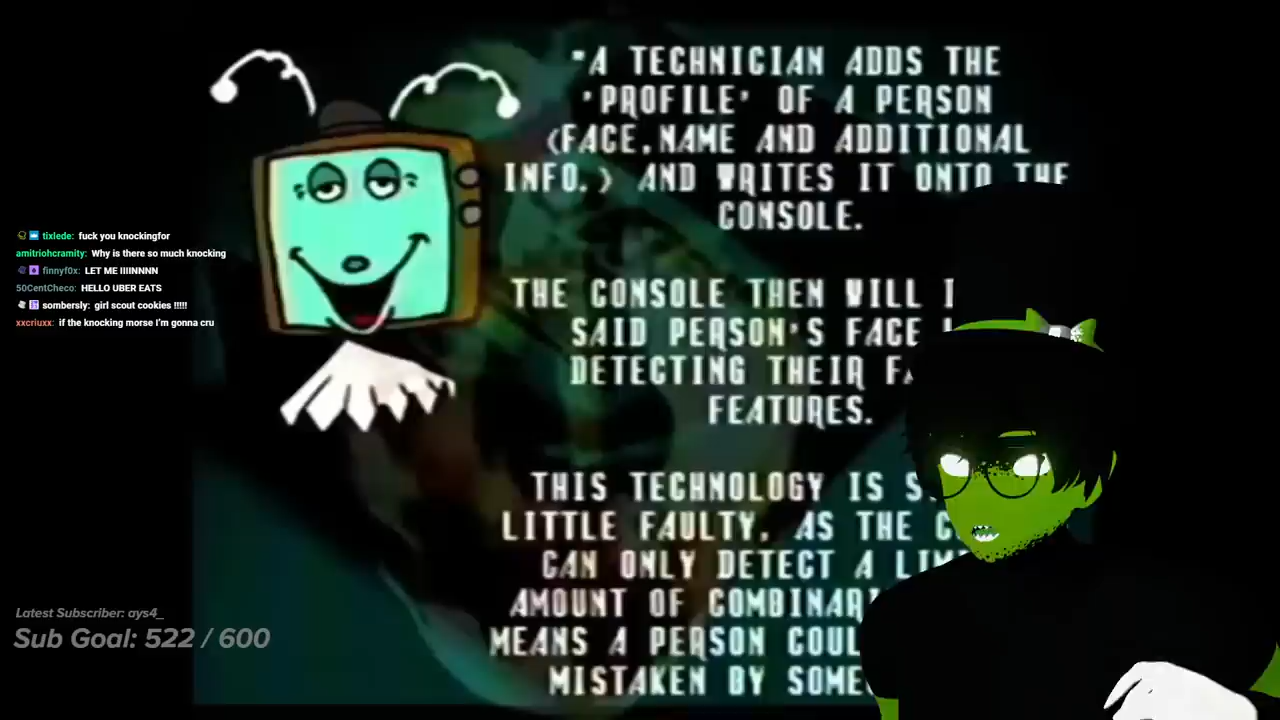 "A TECHNICIAN ADDS THE
'PROFILE' OF A PERSON
(FACE,NAME AND ADDITIONAL
INFO.) AND WRITES IT ONTO THE
CONSOLE.
THE CONSOLE THEN WILL
SAID PERSON'S FACE
DETECTING THEIR
FEATURES.
THIS TECHNOLOGY IS
LITTLE FAULTY, AS THE
CAN ONLY DETECT A
AMOUNT OF
MEANS A PERSON
MISTAKEN BY
tixlede: fuck you knockingfor
amitriohcramity: Why is there so much knocking
finnyf0x: LET ME IIIINNNN
50CentCheco: HELLO UBER EATS
sombersly: girl scout cookies !!!!!
xxcriuxx: if the knocking morse I'm gonna cru
Latest Subscriber: ays4_
Sub Goal: 522 / 600